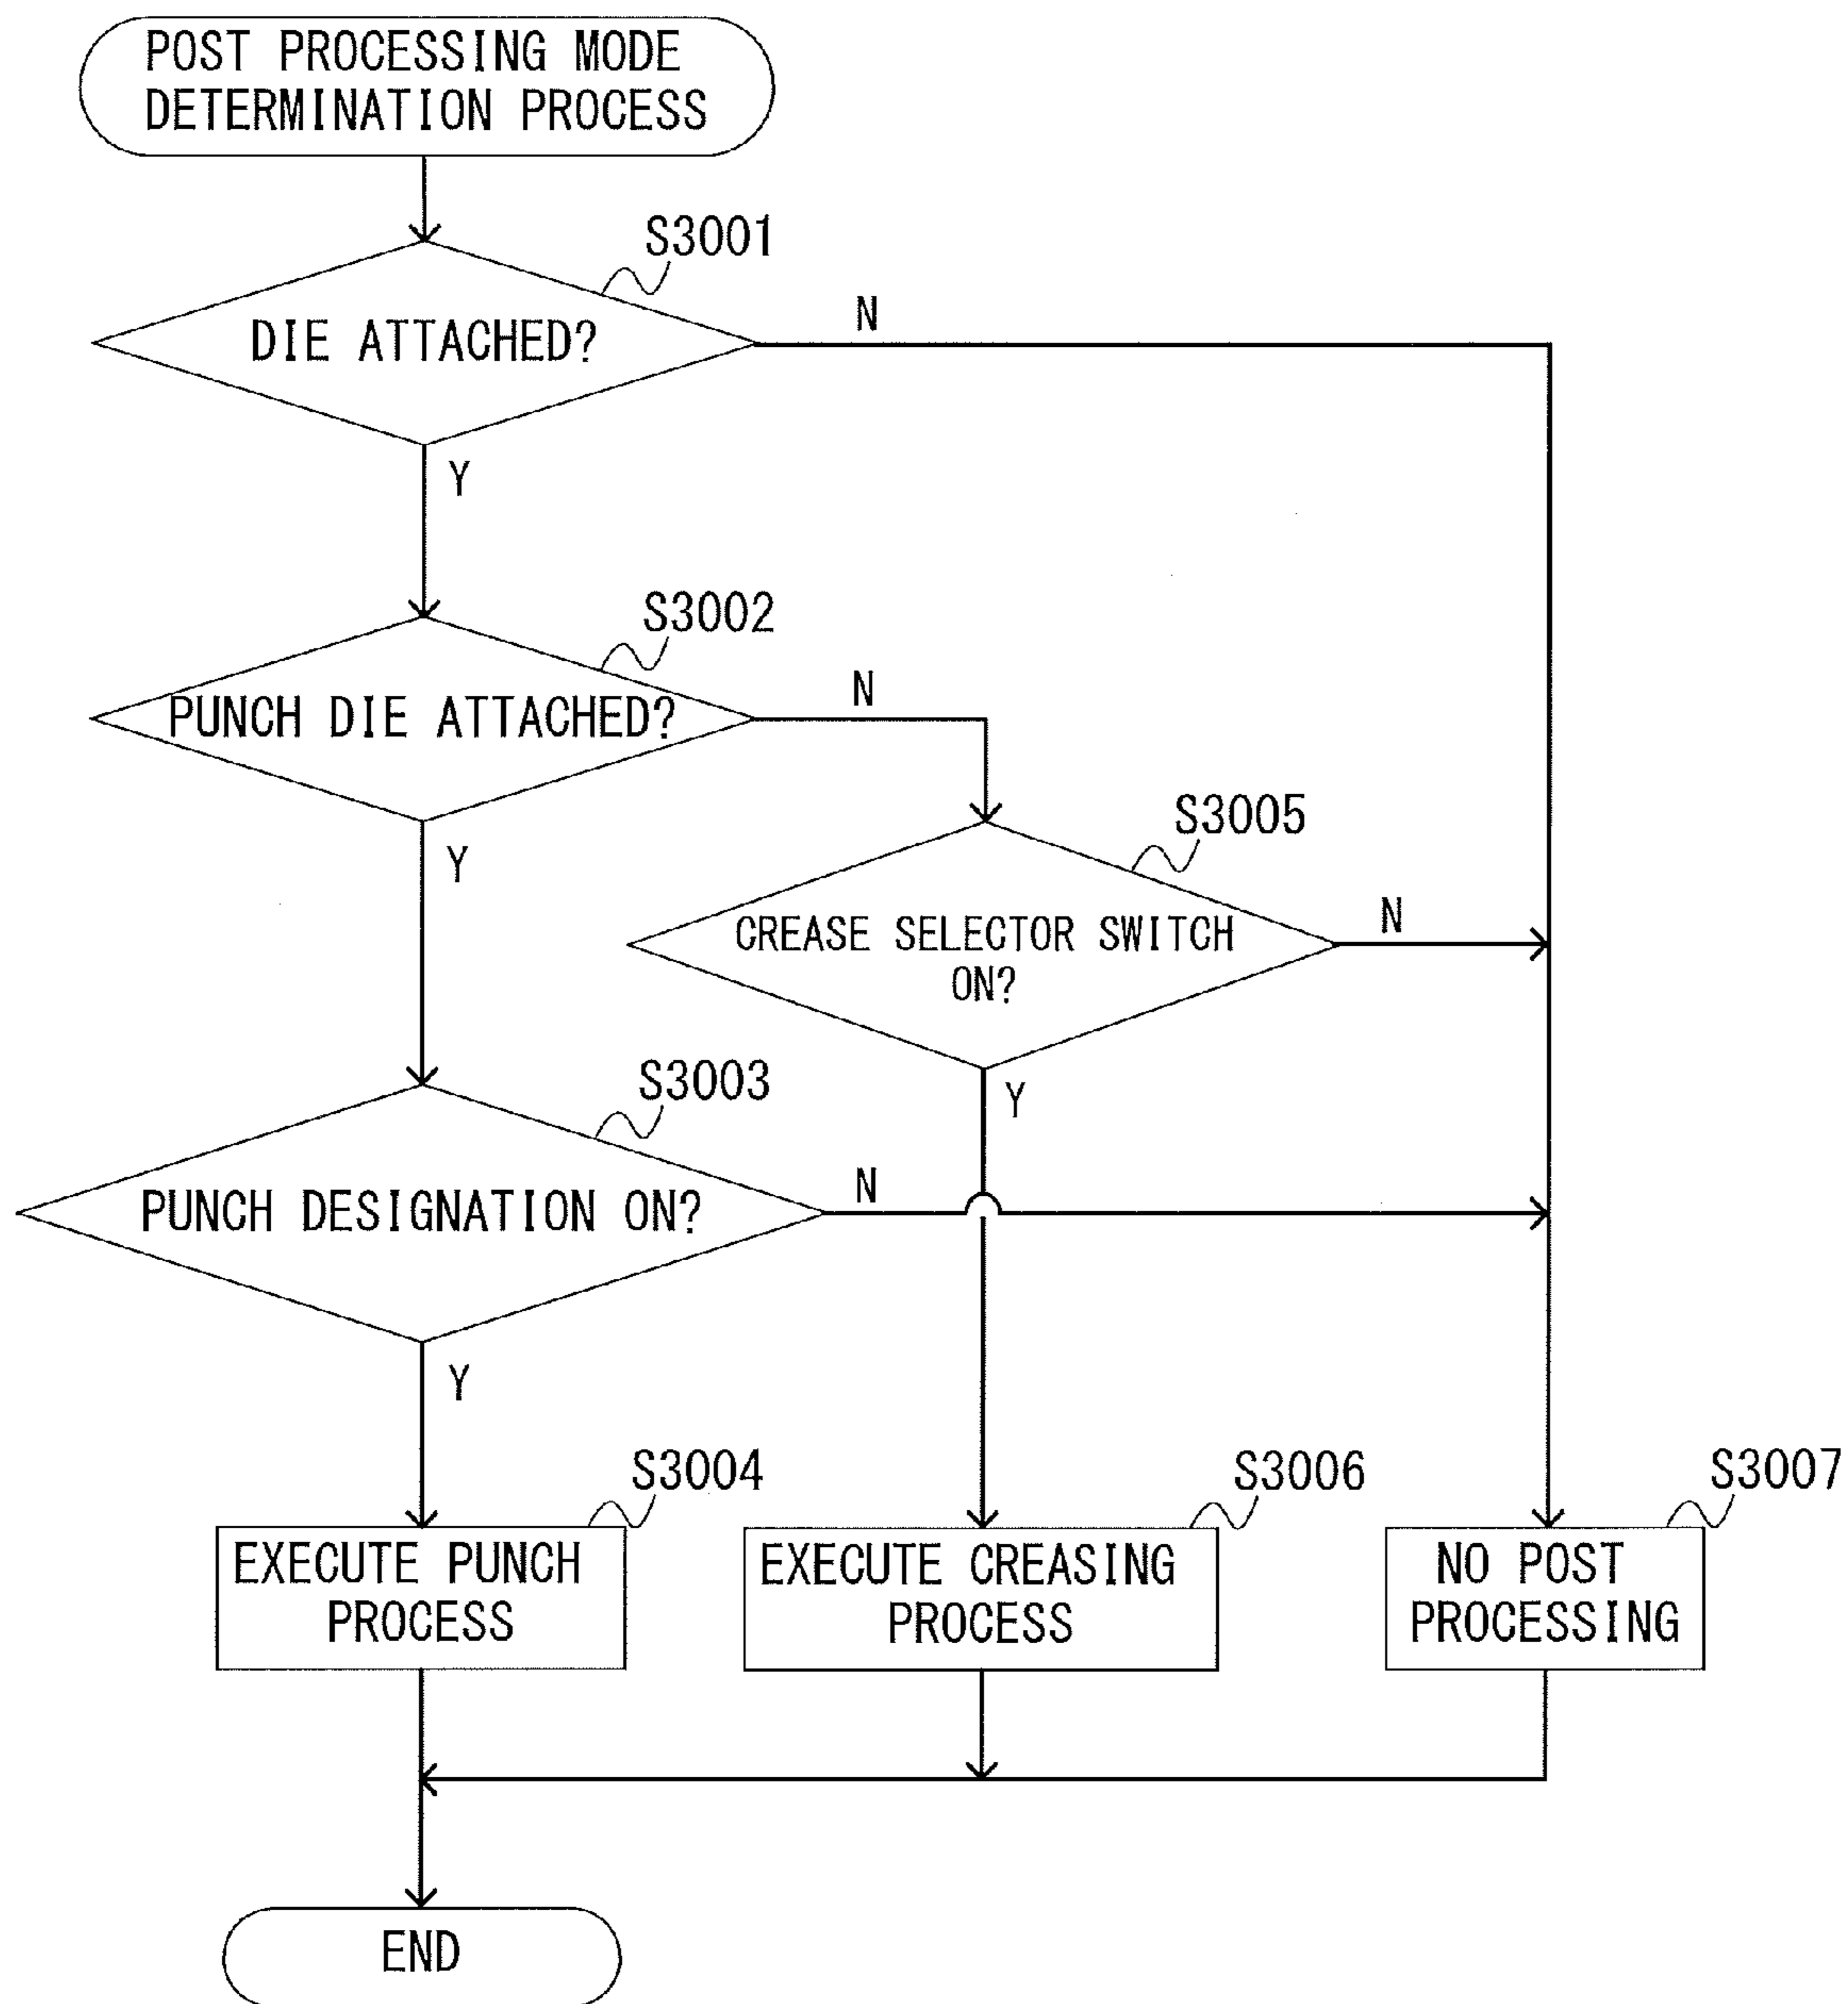 POST PROCESSING MODE
DETERMINATION PROCESS
S3001
DIE ATTACHED?
N
Y
S3002
PUNCH DIE ATTACHED?
N
Y
S3005
CREASE SELECTOR SWITCH
ON?
N
Y
S3003
PUNCH DESIGNATION ON?
N
Y
S3004
EXECUTE PUNCH
PROCESS
S3006
EXECUTE CREASING
PROCESS
S3007
NO POST
PROCESSING
END